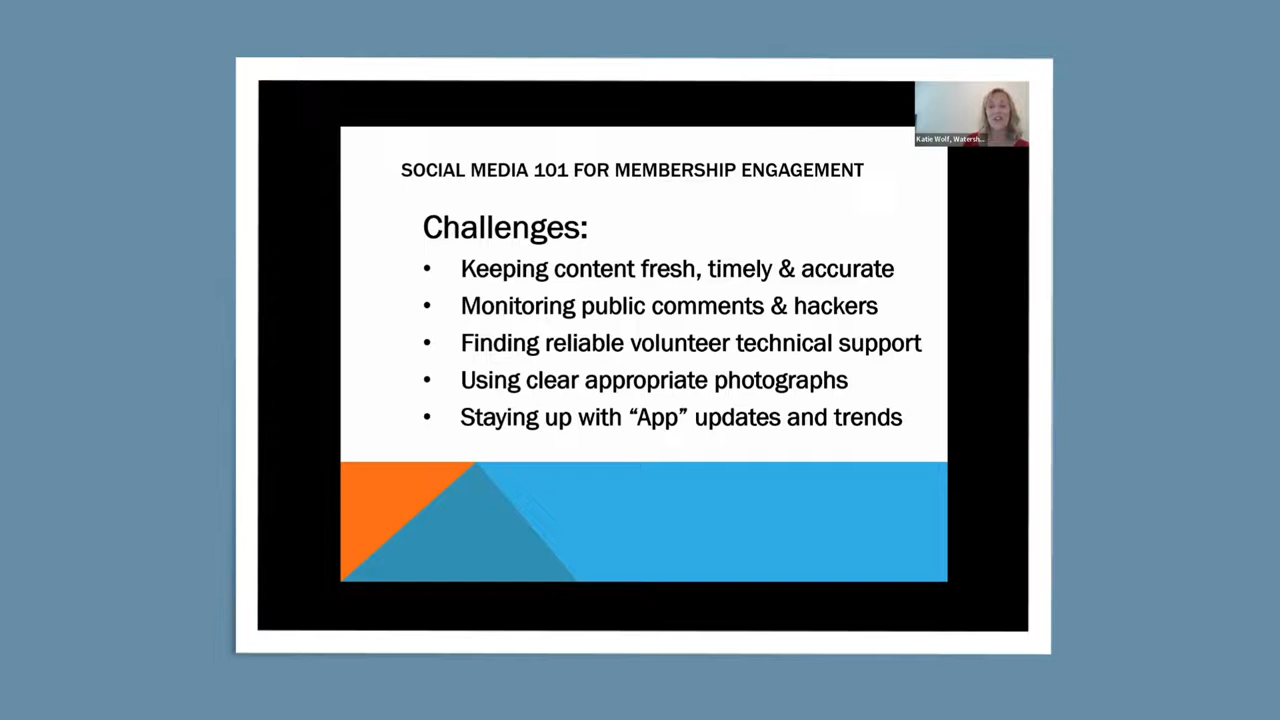 Katie Wolf, Watersh...
SOCIAL MEDIA 101 FOR MEMBERSHIP ENGAGEMENT
Challenges:
• Keeping content fresh, timely & accurate
• Monitoring public comments & hackers
• Finding reliable volunteer technical support
• Using clear appropriate photographs
• Staying up with “App” updates and trends